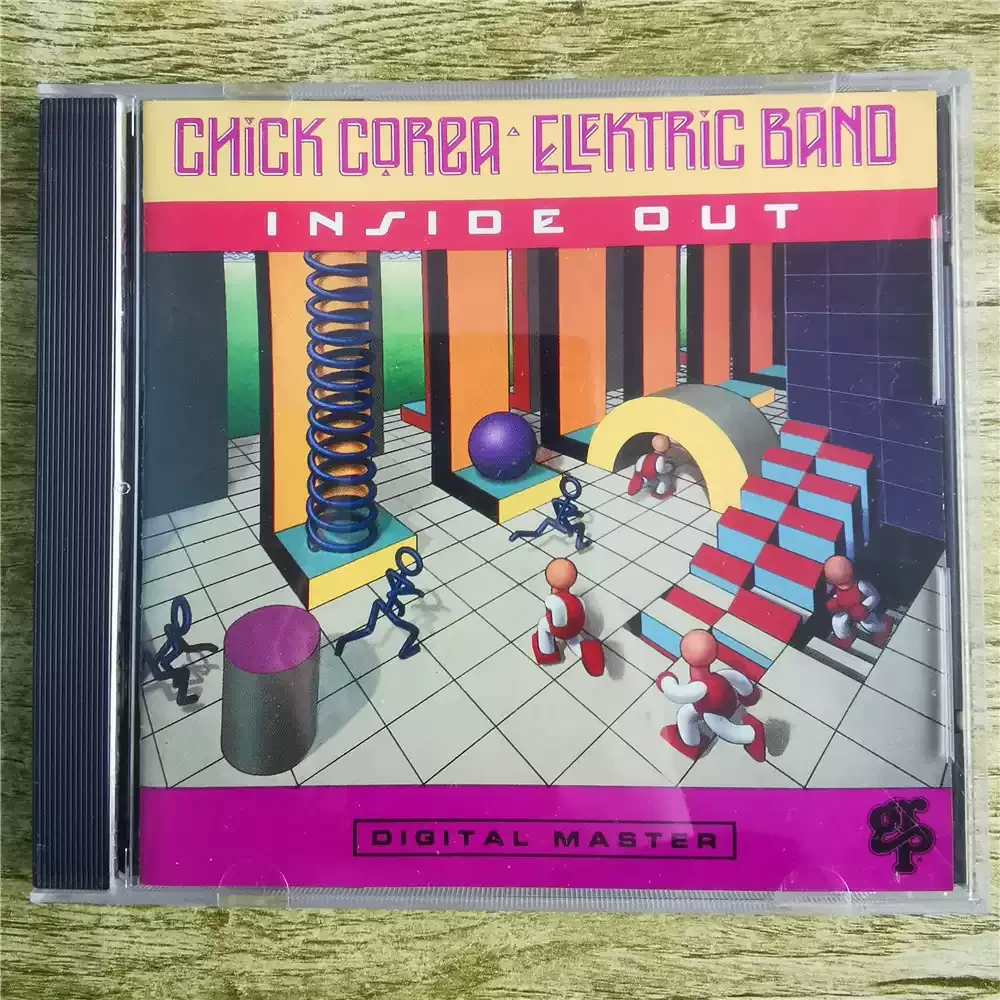 CHiCK COREA · ELEKTRiC BAND
INSIDE OUT
DIGITAL MASTER
GRP